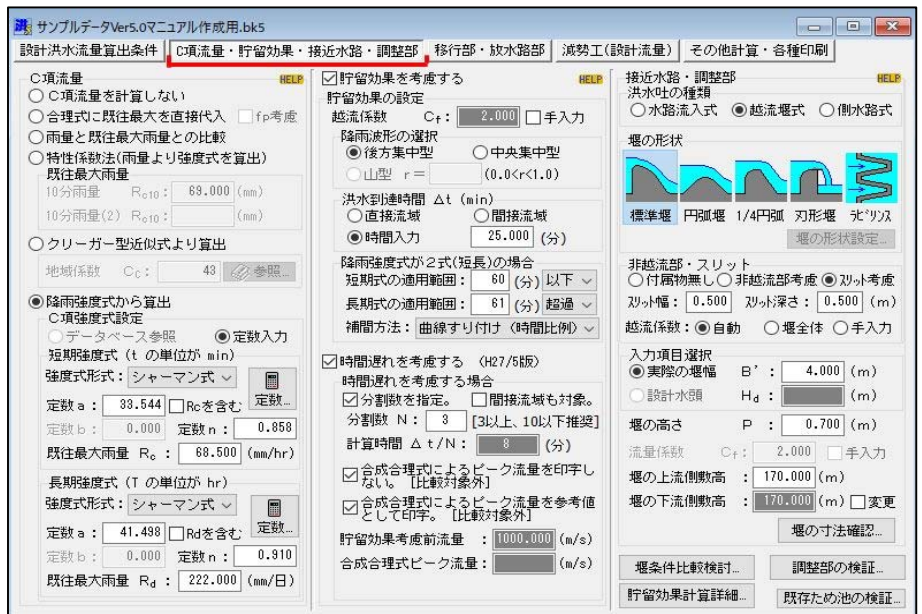 洪 サンプルデータVer5.0マニュアル作成用.bk5
設計洪水流量算出条件 C項流量・貯留効果・接近水路・調整部 移行部・放水路部 減勢工(設計流量) その他計算・各種印刷
C項流量 HELP
C項流量を計算しない
合理式に既往最大を直接代入 fp考慮
雨量と既往最大雨量との比較
特性係数法(雨量より強度式を算出)
既往最大雨量
10分雨量 Ro10: 69.000 (mm)
10分雨量(2) Ro10: (mm)
クリーガー型近似式より算出
地域係数 Cc: 43 参照...
降雨強度式から算出
C項強度式設定
データベース参照 定数入力
短期強度式 (t の単位が min)
強度式形式: シャーマン式
定数a: 33.544 Rcを含む 定数...
定数b: 0.000 定数n: 0.858
既往最大雨量 Rc: 68.500 (mm/hr)
長期強度式 (T の単位が hr)
強度式形式: シャーマン式
定数a: 41.498 Rdを含む 定数...
定数b: 0.000 定数n: 0.910
既往最大雨量 Rd: 222.000 (mm/日)
貯留効果を考慮する HELP
貯留効果の設定
越流係数 Cf: 2.000 手入力
降雨波形の選択
後方集中型 中央集中型
山型 r= (0.0<r<1.0)
洪水到達時間 Δt (min)
直接流域 間接流域
時間入力 25.000 (分)
降雨強度式が2式(短長)の場合
短期式の適用範囲: 60 (分) 以下
長期式の適用範囲: 61 (分) 超過
補間方法: 曲線すり付け (時間比例)
時間遅れを考慮する (H27/5版)
時間遅れを考慮する場合
分割数を指定。 間接流域も対象。
分割数 N: 3 [3以上、10以下推奨]
計算時間 Δt/N: 8 (分)
合成合理式によるピーク流量を印字し
ない。 [比較対象外]
合成合理式によるピーク流量を参考値
として印字。 [比較対象外]
貯留効果考慮前流量 : 1000.000 (m/s)
合成合理式ピーク流量: (m/s)
接近水路・調整部 HELP
洪水吐の種類
水路流入式 越流堰式 側水路式
堰の形状
標準堰 円弧堰 1/4円弧 刃形堰 ラビリンス
堰の形状設定...
非越流部・スリット
付属物無し 非越流部考慮 スリット考慮
スリット幅: 0.500 スリット深さ: 0.500 (m)
越流係数: 自動 堰全体 手入力
入力項目選択
実際の堰幅 B' : 4.000 (m)
設計水頭 Hd : (m)
堰の高さ P : 0.700 (m)
流量係数 Cf: 2.000 手入力
堰の上流側敷高 : 170.000 (m)
堰の下流側敷高 : 170.000 (m) 変更
堰の寸法確認...
堰条件比較検討... 調整部の検証...
貯留効果計算詳細... 既存ため池の検証...